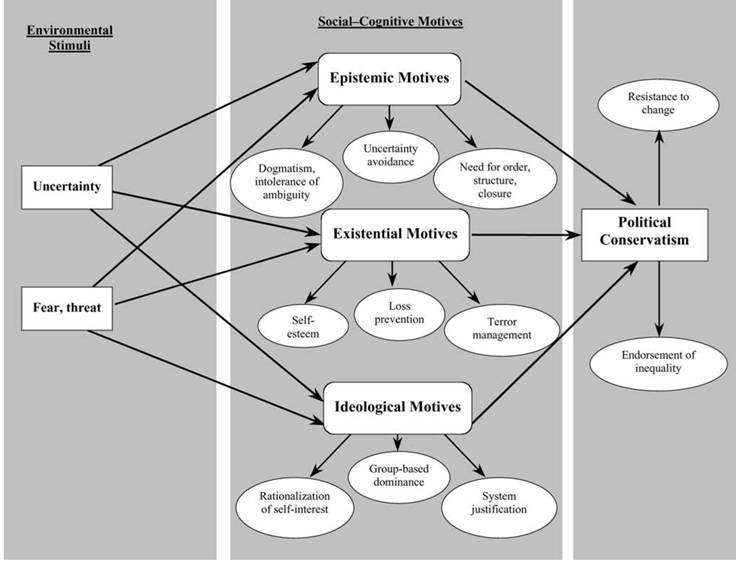 Environmental
Stimuli
Uncertainty
Fear, threat
Social–Cognitive Motives
Epistemic Motives
Dogmatism,
intolerance of
ambiguity
Uncertainty
avoidance
Need for order,
structure,
closure
Existential Motives
Self-
esteem
Loss
prevention
Terror
management
Ideological Motives
Rationalization
of self-interest
Group-based
dominance
System
justification
Resistance to
change
Political
Conservatism
Endorsement of
inequality